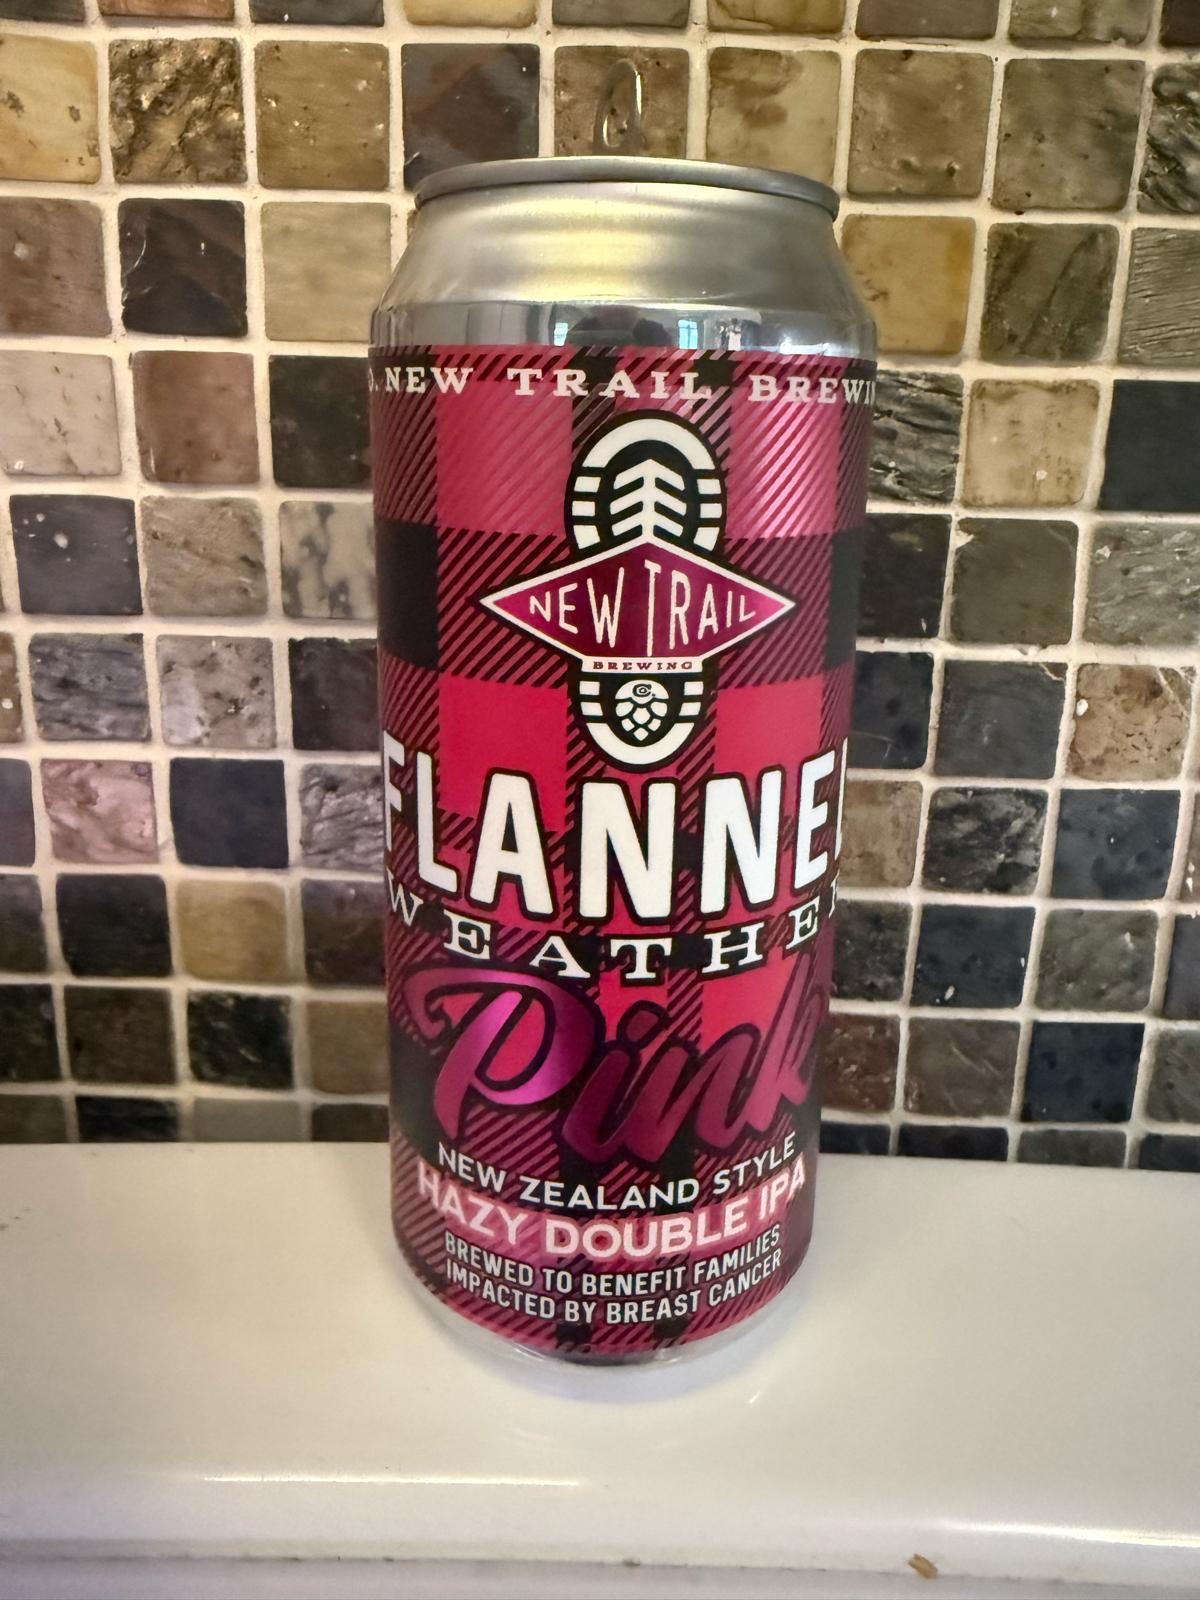 NEW TRAIL BREWIN
NEW TRAIL
BREWING
FLANNEL
WEATHER
Pink
NEW ZEALAND STYLE
HAZY DOUBLE IPA
BREWED TO BENEFIT FAMILIES
IMPACTED BY BREAST CANCER